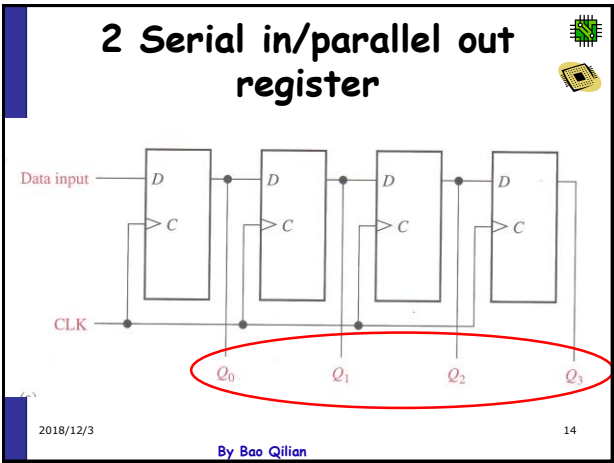 2 Serial in/parallel out
register
Data input
D
D
D
D
C
C
C
C
CLK
Q0
Q1
Q2
Q3
2018/12/3
14
By Bao Qilian